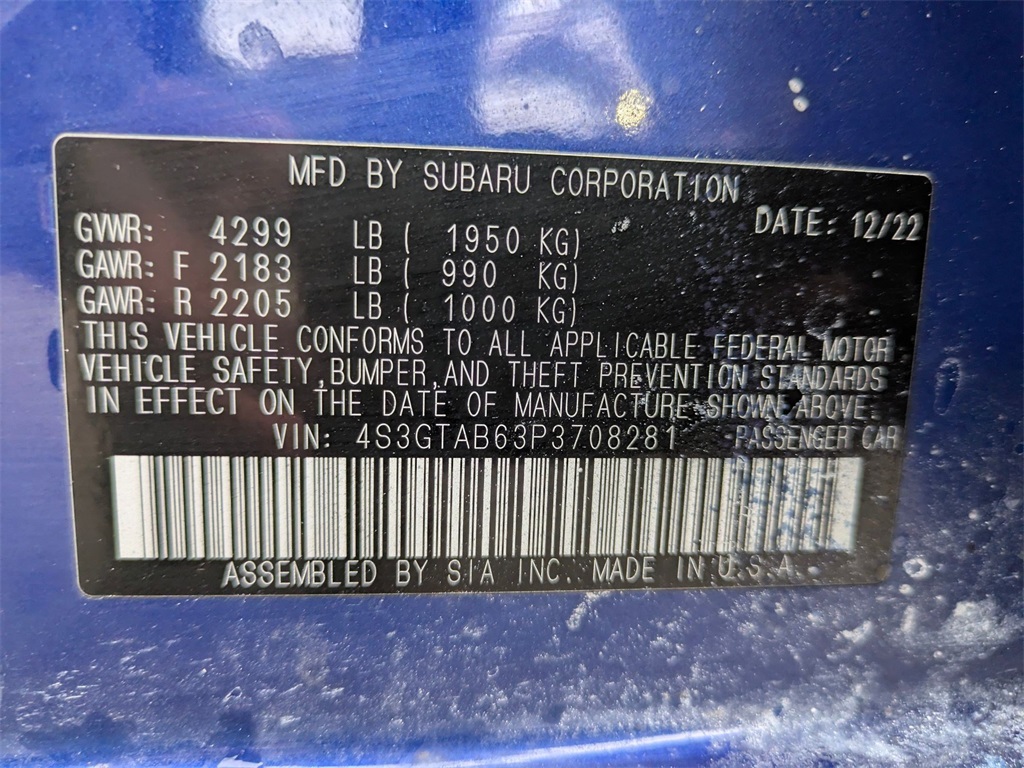 MFD BY SUBARU CORPORATION
DATE: 12/22
GVWR: 4299 LB ( 1950 KG)
GAWR: F 2183 LB ( 990 KG)
GAWR: R 2205 LB ( 1000 KG)
THIS VEHICLE CONFORMS TO ALL APPLICABLE FEDERAL MOTOR
VEHICLE SAFETY, BUMPER, AND THEFT PREVENTION STANDARDS
IN EFFECT ON THE DATE OF MANUFACTURE SHOWN ABOVE.
VIN: 4S3GTAB63P3708281 PASSENGER CAR
ASSEMBLED BY SIA INC. MADE IN U.S.A.